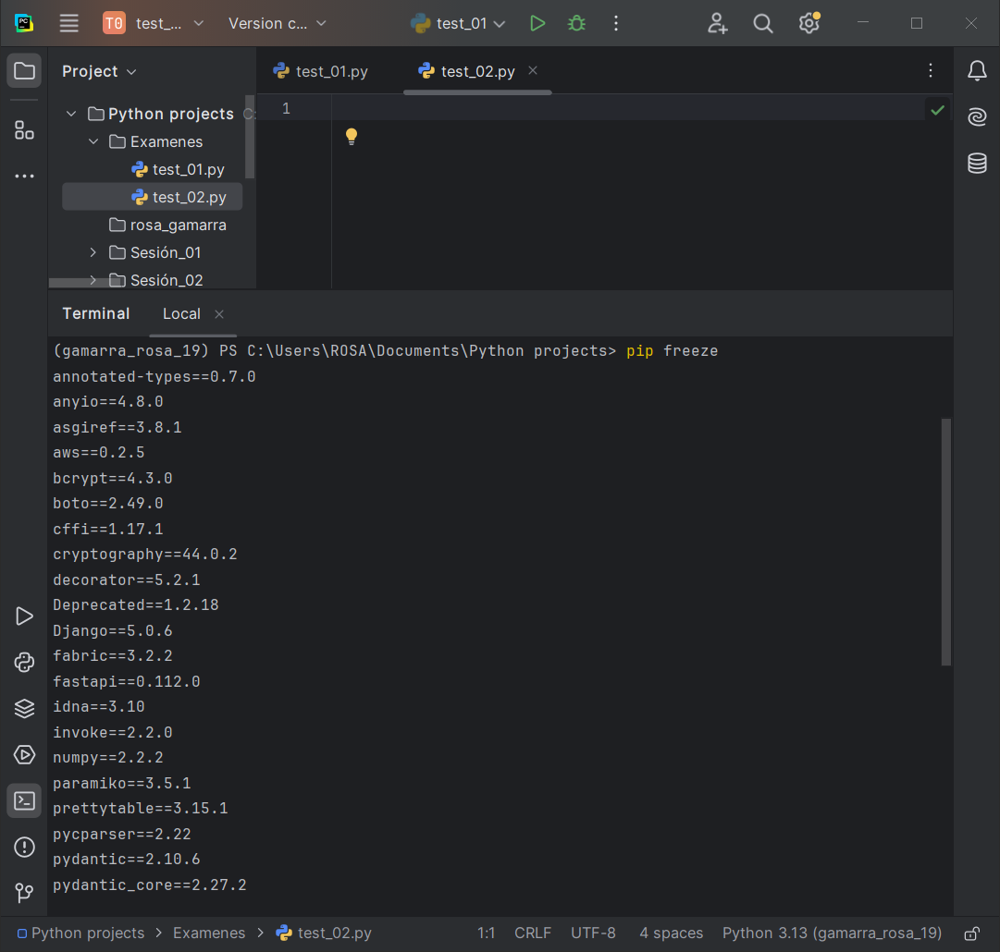 PC
T0 test_... Version c... test_01
Project
test_01.py test_02.py
Python projects
Examenes
test_01.py
test_02.py
rosa_gamarra
Sesión_01
Sesión_02
1
Terminal Local
(gamarra_rosa_19) PS C:\Users\ROSA\Documents\Python projects> pip freeze
annotated-types==0.7.0
anyio==4.8.0
asgiref==3.8.1
aws==0.2.5
bcrypt==4.3.0
boto==2.49.0
cffi==1.17.1
cryptography==44.0.2
decorator==5.2.1
Deprecated==1.2.18
Django==5.0.6
fabric==3.2.2
fastapi==0.112.0
idna==3.10
invoke==2.2.0
numpy==2.2.2
paramiko==3.5.1
prettytable==3.15.1
pycparser==2.22
pydantic==2.10.6
pydantic_core==2.27.2
Python projects > Examenes > test_02.py 1:1 CRLF UTF-8 4 spaces Python 3.13 (gamarra_rosa_19)